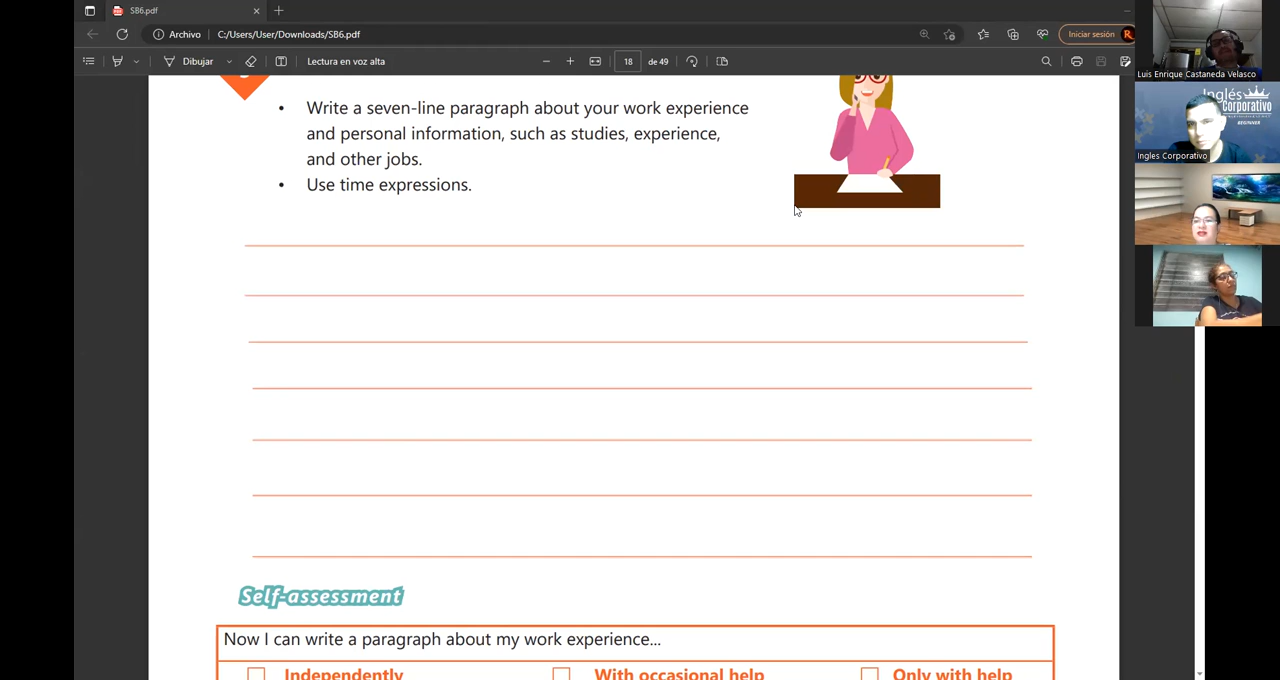 SB6.pdf
Archivo
C:/Users/User/Downloads/SB6.pdf
Iniciar sesión
Dibujar
Lectura en voz alta
18
de 49
• Write a seven-line paragraph about your work experience
and personal information, such as studies, experience,
and other jobs.
• Use time expressions.
Self-assessment
Now I can write a paragraph about my work experience...
Independently
With occasional help
Only with help
Luis Enrique Castaneda Velasco
Inglés
Corporativo
BEGINNER
Ingles Corporativo